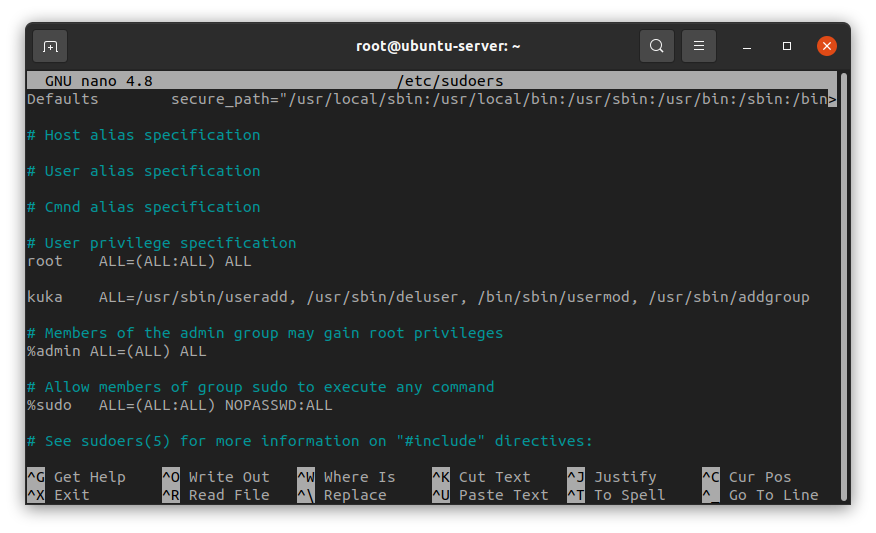 root@ubuntu-server: ~
GNU nano 4.8 /etc/sudoers
Defaults secure_path="/usr/local/sbin:/usr/local/bin:/usr/sbin:/usr/bin:/sbin:/bin>
# Host alias specification
# User alias specification
# Cmnd alias specification
# User privilege specification
root ALL=(ALL:ALL) ALL
kuka ALL=/usr/sbin/useradd, /usr/sbin/deluser, /bin/sbin/usermod, /usr/sbin/addgroup
# Members of the admin group may gain root privileges
%admin ALL=(ALL) ALL
# Allow members of group sudo to execute any command
%sudo ALL=(ALL:ALL) NOPASSWD:ALL
# See sudoers(5) for more information on "#include" directives:
^G Get Help ^O Write Out ^W Where Is ^K Cut Text ^J Justify ^C Cur Pos
^X Exit ^R Read File ^\ Replace ^U Paste Text ^T To Spell ^_ Go To Line